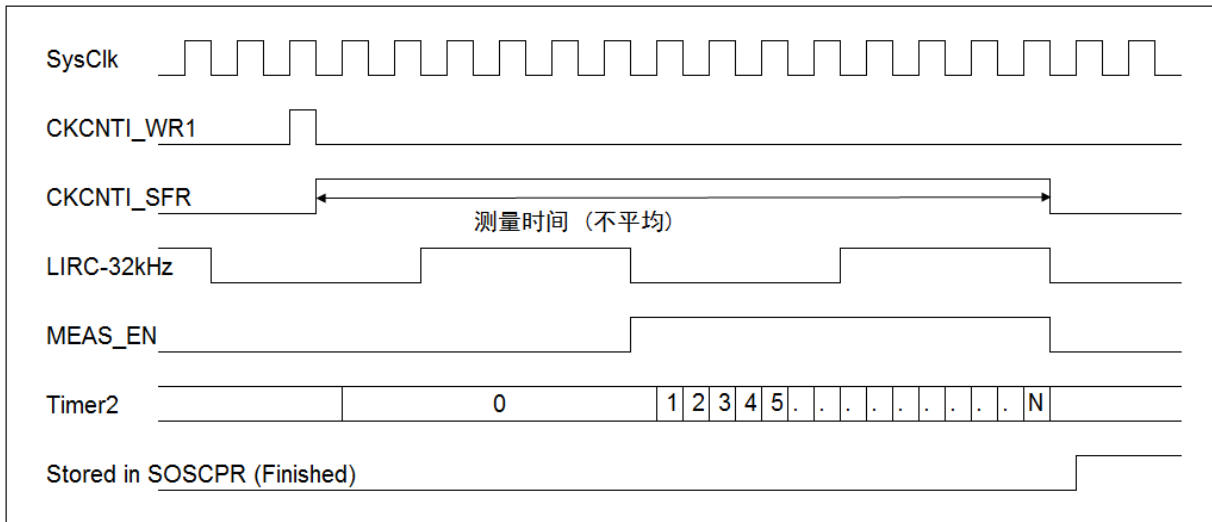 SysClk
CKCNTI_WR1
CKCNTI_SFR
测量时间 (不平均)
LIRC-32kHz
MEAS_EN
Timer2 0 1 2 3 4 5 . . . . . . . . . N
Stored in SOSCPR (Finished)